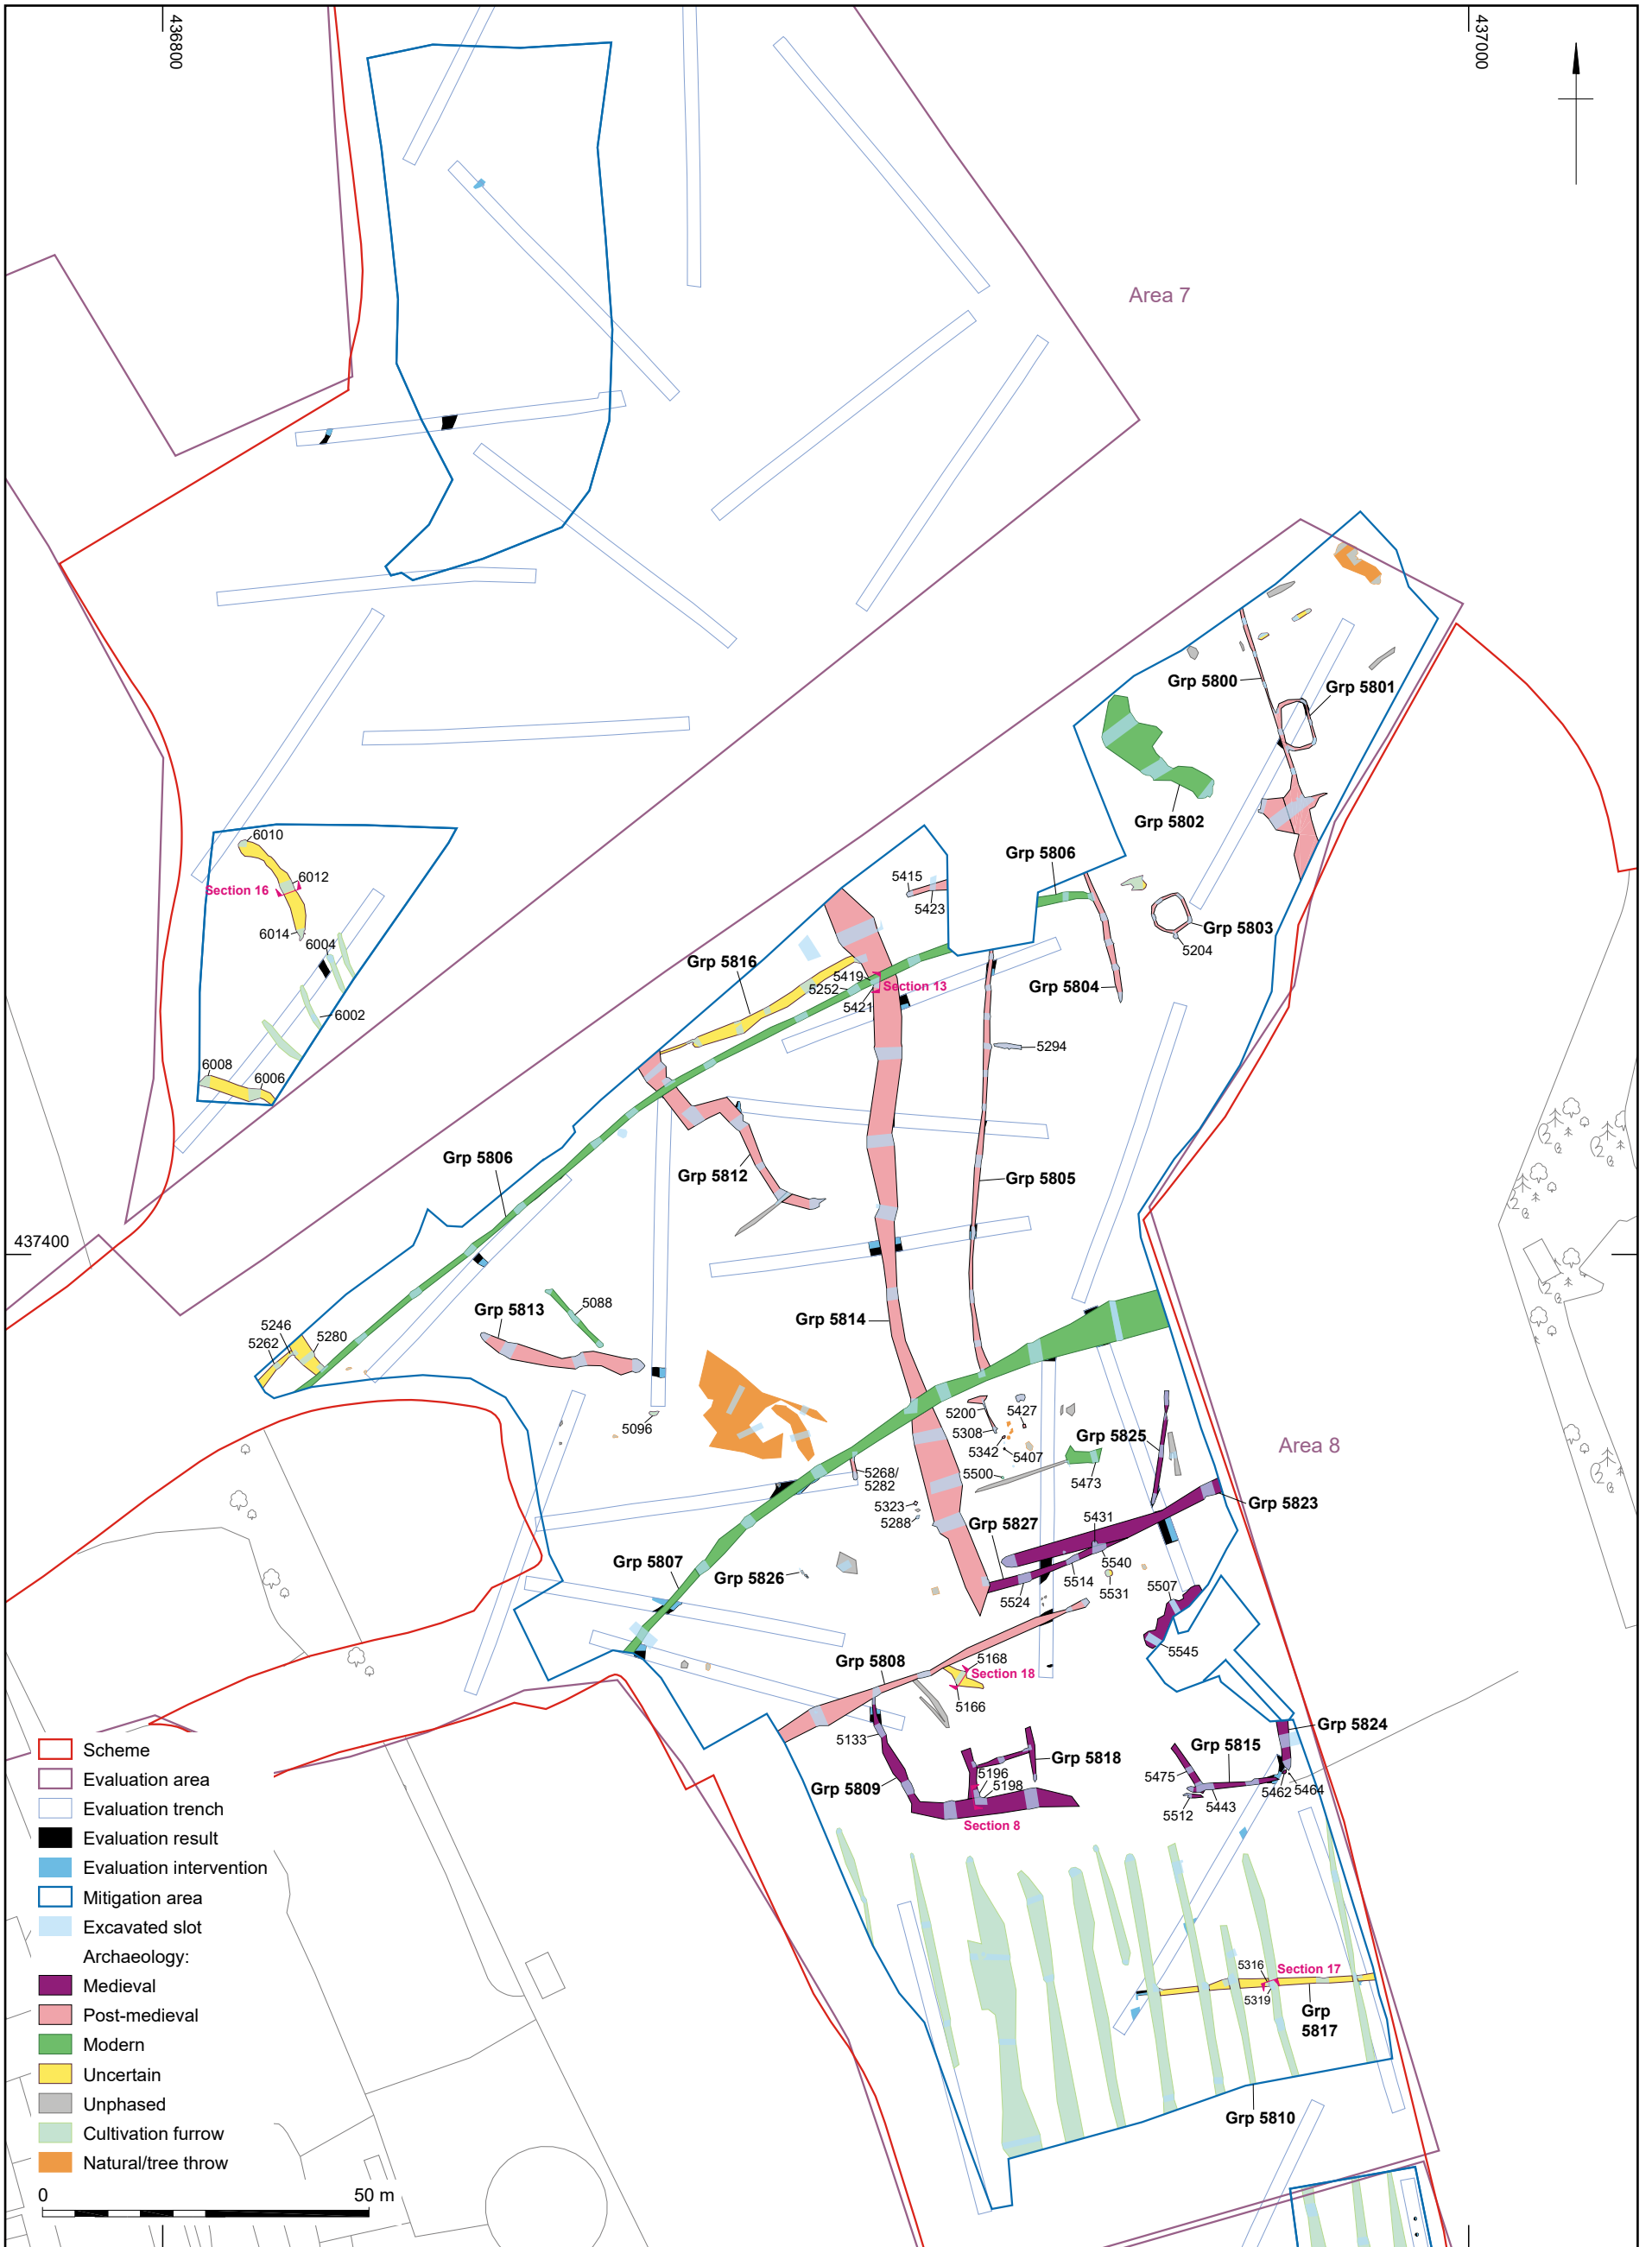 436800
437000
Area 7
Grp 5800
Grp 5801
Grp 5802
6010
6012
Section 16
6014
6004
6002
6008
6006
Grp 5806
5415
5423
Grp 5803
5204
Grp 5816
5419
5252
Section 13
5421
Grp 5804
5294
Grp 5806
Grp 5812
Grp 5805
437400
Grp 5813
5088
5246
5262
5280
Grp 5814
5096
5200
5427
5308
5342
5407
Grp 5825
Area 8
5268/
5282
5500
5473
5323
5288
Grp 5827
5431
Grp 5823
Grp 5807
Grp 5826
5540
5514
5531
5524
5507
5545
Grp 5808
5168
Section 18
5166
5133
Grp 5818
Grp 5824
Grp 5815
5475
5196
5198
Grp 5809
5462
5464
5443
5512
Section 8
5316
Section 17
5319
Grp
5817
Grp 5810
Scheme
Evaluation area
Evaluation trench
Evaluation result
Evaluation intervention
Mitigation area
Excavated slot
Archaeology:
Medieval
Post-medieval
Modern
Uncertain
Unphased
Cultivation furrow
Natural/tree throw
0
50 m